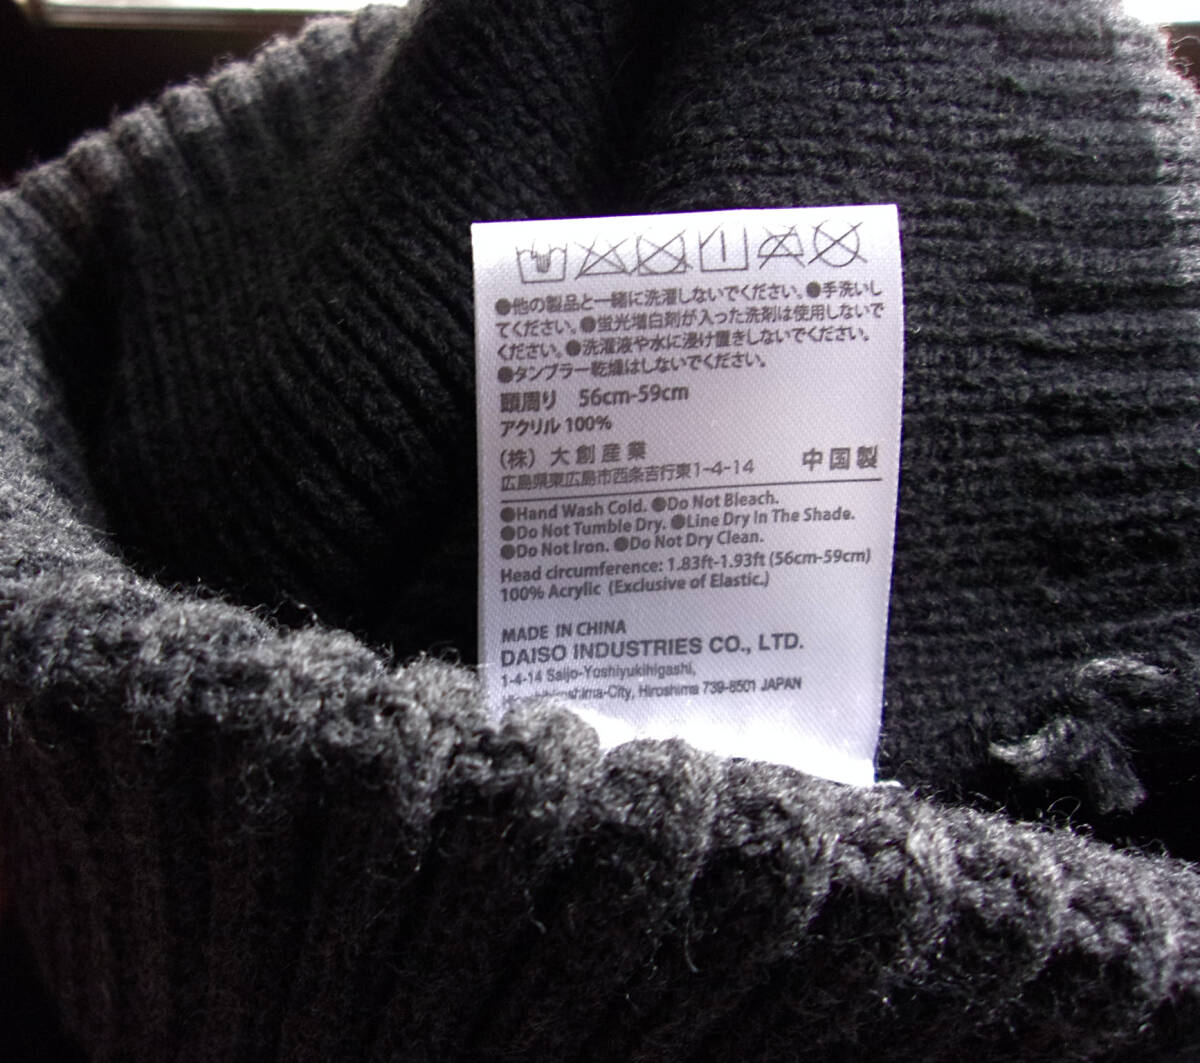 ●他の製品と一緒に洗濯しないでください。●手洗いし
てください。●蛍光増白剤が入った洗剤は使用しないで
ください。●洗濯液や水に浸け置きしないでください。
●タンブラー乾燥はしないでください。
頭周り 56cm-59cm
アクリル 100%
(株) 大創産業 中国製
広島県東広島市西条吉行東1-4-14
●Hand Wash Cold. ●Do Not Bleach.
●Do Not Tumble Dry. ●Line Dry In The Shade.
●Do Not Iron. ●Do Not Dry Clean.
Head circumference: 1.83ft-1.93ft (56cm-59cm)
100% Acrylic (Exclusive of Elastic.)
MADE IN CHINA
DAISO INDUSTRIES CO., LTD.
1-4-14 Saijo-Yoshiyukihigashi,
Hiroshima 739-8501 JAPAN